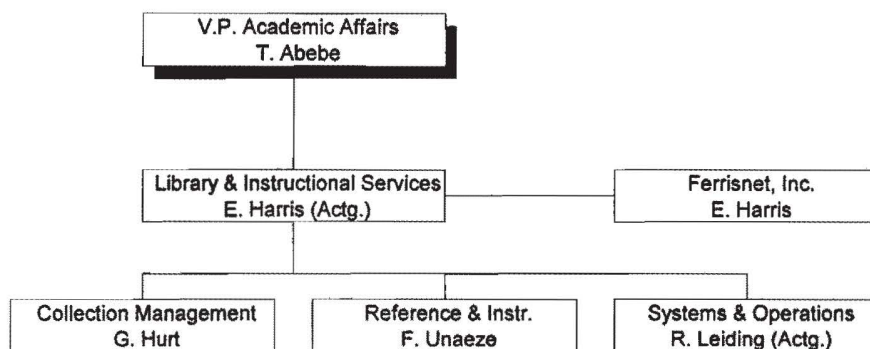 V.P. Academic Affairs
T. Abebe
Library & Instructional Services
E. Harris (Actg.)
Ferrisnet, Inc.
E. Harris
Collection Management
G. Hurt
Reference & Instr.
F. Unaeze
Systems & Operations
R. Leiding (Actg.)